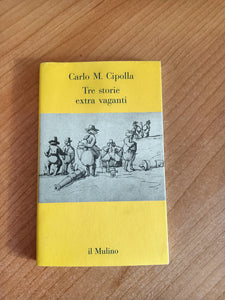 Carlo M. Cipolla
Tre storie
extra vaganti
il Mulino